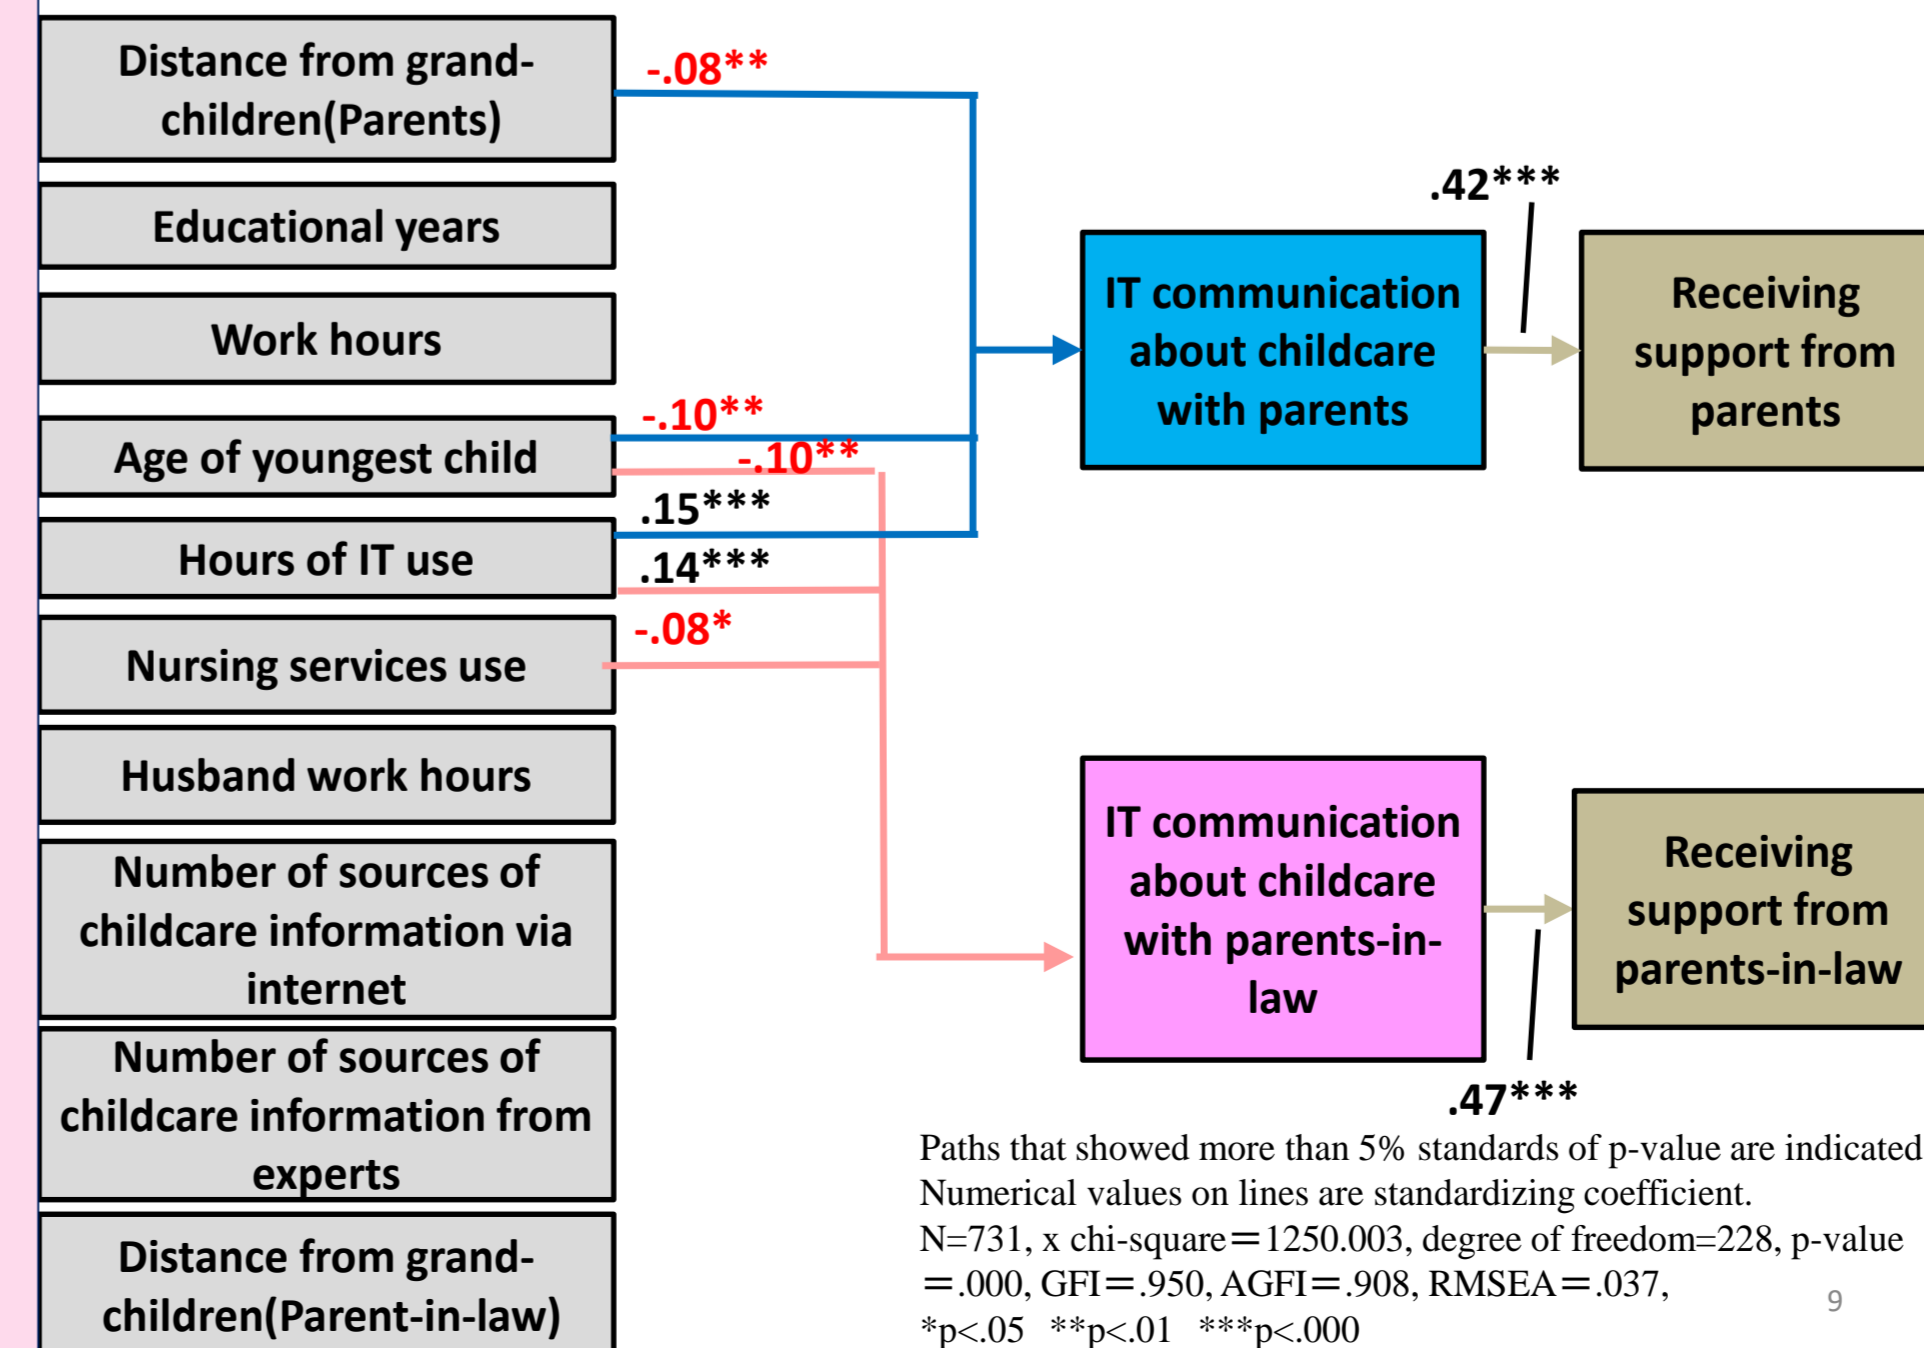 Distance from grand-
children(Parents)
-.08**
Educational years
Work hours
Age of youngest child
-.10**
-.10**
Hours of IT use
.15***
.14***
Nursing services use
-.08*
Husband work hours
Number of sources of
childcare information via
internet
Number of sources of
childcare information from
experts
Distance from grand-
children(Parent-in-law)
IT communication
about childcare
with parents
.42***
Receiving
support from
parents
IT communication
about childcare
with parents-in-
law
.47***
Receiving
support from
parents-in-law
Paths that showed more than 5% standards of p-value are indicated
Numerical values on lines are standardizing coefficient.
N=731, x chi-square＝1250.003, degree of freedom=228, p-value
＝.000, GFI＝.950, AGFI＝.908, RMSEA＝.037,
*p<.05 **p<.01 ***p<.000
9